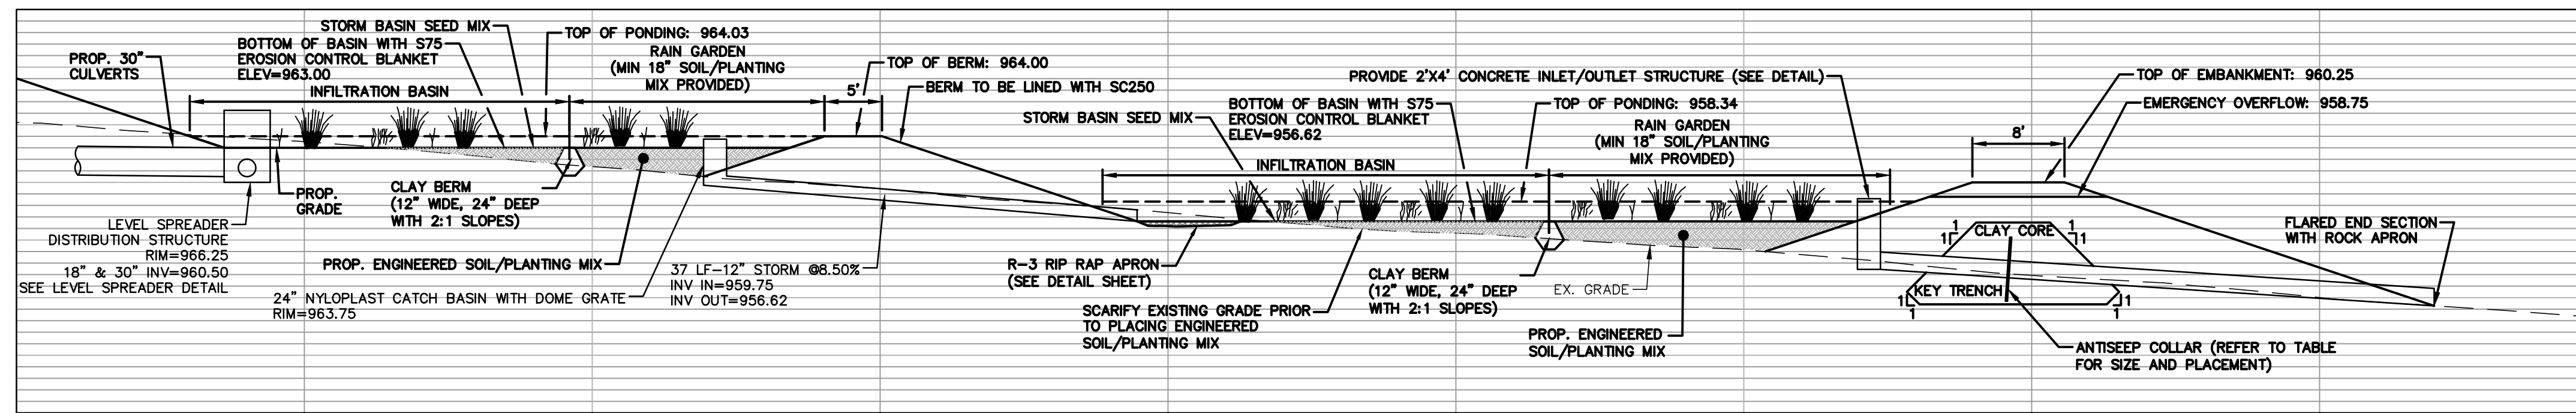 STORM BASIN SEED MIX
BOTTOM OF BASIN WITH S75
EROSION CONTROL BLANKET
ELEV=963.00
PROP. 30"
CULVERTS
INFILTRATION BASIN
TOP OF PONDING: 964.03
RAIN GARDEN
(MIN 18" SOIL/PLANTING
MIX PROVIDED)
TOP OF BERM: 964.00
5'
BERM TO BE LINED WITH SC250
PROP.
GRADE
CLAY BERM
(12" WIDE, 24" DEEP
WITH 2:1 SLOPES)
LEVEL SPREADER
DISTRIBUTION STRUCTURE
RIM=966.25
18" & 30" INV=960.50
SEE LEVEL SPREADER DETAIL
PROP. ENGINEERED SOIL/PLANTING MIX
24" NYLOPLAST CATCH BASIN WITH DOME GRATE
RIM=963.75
37 LF-12" STORM @8.50%
INV IN=959.75
INV OUT=956.62
PROVIDE 2'X4' CONCRETE INLET/OUTLET STRUCTURE (SEE DETAIL)
BOTTOM OF BASIN WITH S75
EROSION CONTROL BLANKET
ELEV=956.62
STORM BASIN SEED MIX
TOP OF PONDING: 958.34
RAIN GARDEN
(MIN 18" SOIL/PLANTING
MIX PROVIDED)
INFILTRATION BASIN
R-3 RIP RAP APRON
(SEE DETAIL SHEET)
SCARIFY EXISTING GRADE PRIOR
TO PLACING ENGINEERED
SOIL/PLANTING MIX
CLAY BERM
(12" WIDE, 24" DEEP
WITH 2:1 SLOPES)
EX. GRADE
PROP. ENGINEERED
SOIL/PLANTING MIX
TOP OF EMBANKMENT: 960.25
EMERGENCY OVERFLOW: 958.75
8'
1
1
CLAY CORE
1
1
KEY TRENCH
1
1
1
1
FLARED END SECTION
WITH ROCK APRON
ANTISEEP COLLAR (REFER TO TABLE
FOR SIZE AND PLACEMENT)